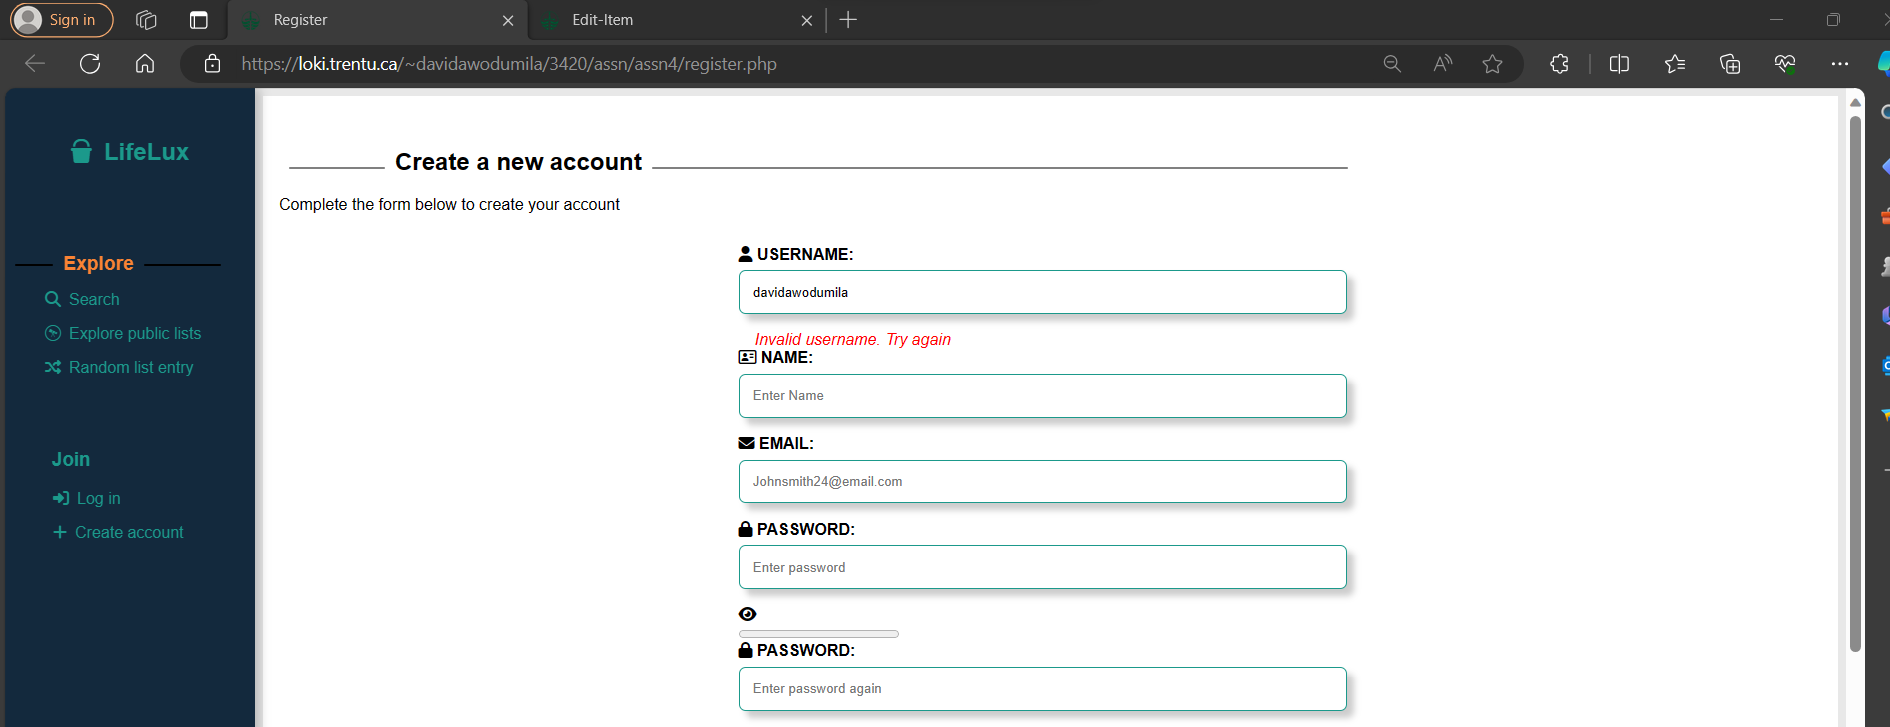 Sign in
Register
Edit-Item
https://loki.trentu.ca/~davidawodumila/3420/assn/assn4/register.php
LifeLux
Explore
Search
Explore public lists
Random list entry
Join
Log in
Create account
Create a new account
Complete the form below to create your account
USERNAME:
davidawodumila
Invalid username. Try again
NAME:
Enter Name
EMAIL:
Johnsmith24@email.com
PASSWORD:
Enter password
PASSWORD:
Enter password again